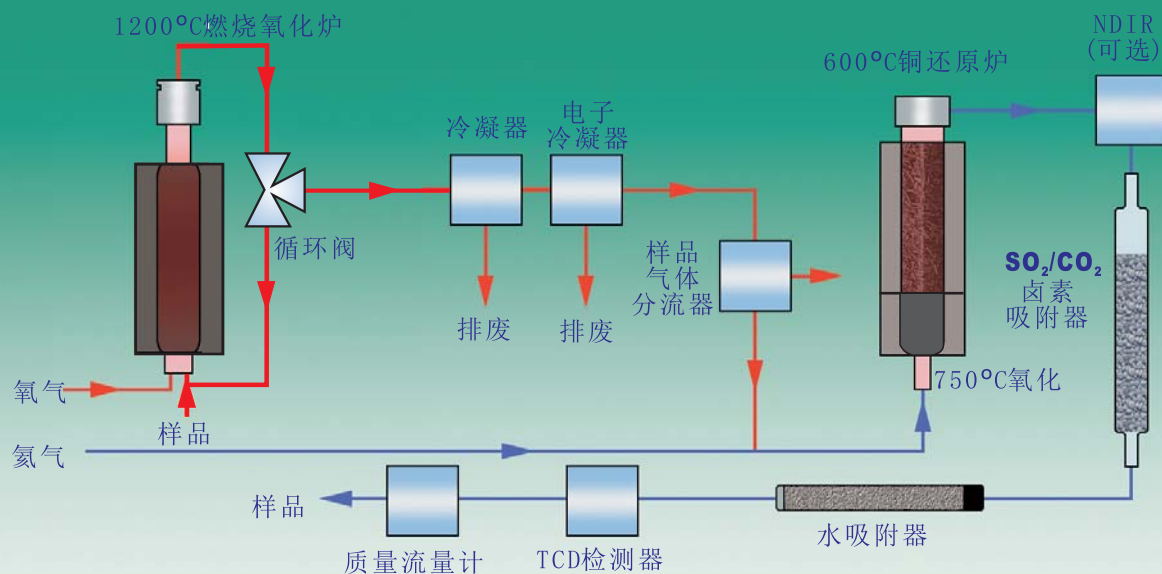 1200°C燃烧氧化炉
NDIR
(可选)
600°C铜还原炉
冷凝器
电子
冷凝器
循环阀
样品
气体
分流器
SO₂/CO₂
卤素
吸附器
排废
排废
氧气
750°C氧化
样品
氦气
样品
水吸附器
质量流量计
TCD检测器